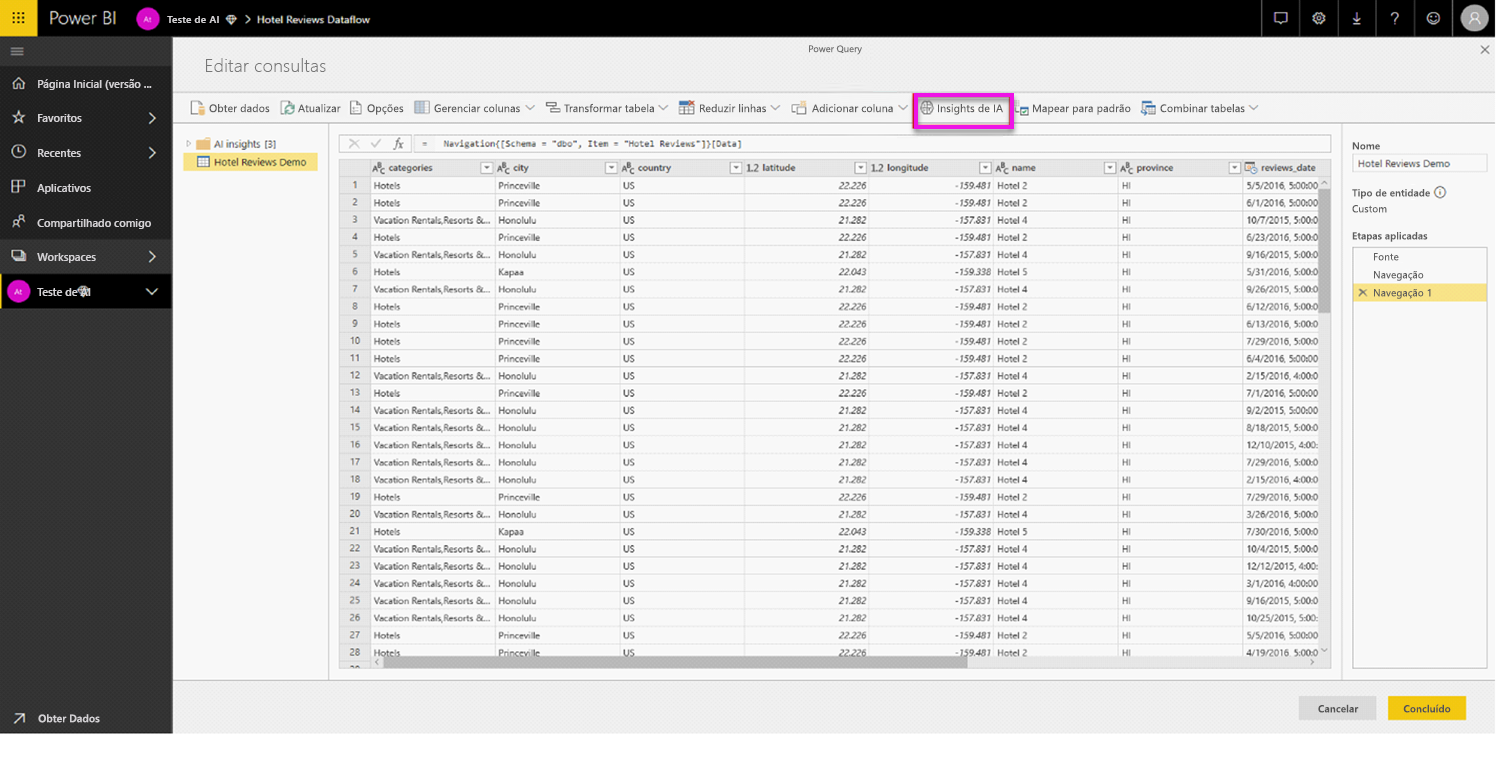 Power BI At Teste de AI > Hotel Reviews Dataflow
Power Query
Editar consultas
Obter dados Atualizar Opções Gerenciar colunas Transformar tabela Reduzir linhas Adicionar coluna Insights de IA Mapear para padrão Combinar tabelas
Página Inicial (versão ...
Favoritos
Recentes
Aplicativos
Compartilhado comigo
Workspaces
At Teste de AI
Obter Dados
AI insights [3]
Hotel Reviews Demo
fx = Navigation{[Schema = "dbo", Item = "Hotel Reviews"]}[Data]
categories city country 1.2 latitude 1.2 longitude name province reviews_date
1 Hotels Princeville US 22.226 -159.481 Hotel 2 HI 5/5/2016, 5:00:00
2 Hotels Princeville US 22.226 -159.481 Hotel 2 HI 6/1/2016, 5:00:00
3 Vacation Rentals,Resorts &... Honolulu US 21.282 -157.831 Hotel 4 HI 10/7/2015, 5:00:0
4 Hotels Princeville US 22.226 -159.481 Hotel 2 HI 6/23/2016, 5:00:0
5 Vacation Rentals,Resorts &... Honolulu US 21.282 -157.831 Hotel 4 HI 9/16/2015, 5:00:0
6 Hotels Kapaa US 22.043 -159.338 Hotel 5 HI 5/31/2016, 5:00:0
7 Vacation Rentals,Resorts &... Honolulu US 21.282 -157.831 Hotel 4 HI 9/26/2015, 5:00:0
8 Hotels Princeville US 22.226 -159.481 Hotel 2 HI 6/12/2016, 5:00:0
9 Hotels Princeville US 22.226 -159.481 Hotel 2 HI 6/13/2016, 5:00:0
10 Hotels Princeville US 22.226 -159.481 Hotel 2 HI 7/29/2016, 5:00:0
11 Hotels Princeville US 22.226 -159.481 Hotel 2 HI 6/4/2016, 5:00:00
12 Vacation Rentals,Resorts &... Honolulu US 21.282 -157.831 Hotel 4 HI 2/15/2016, 4:00:0
13 Hotels Princeville US 22.226 -159.481 Hotel 2 HI 7/1/2016, 5:00:00
14 Vacation Rentals,Resorts &... Honolulu US 21.282 -157.831 Hotel 4 HI 9/2/2015, 5:00:00
15 Vacation Rentals,Resorts &... Honolulu US 21.282 -157.831 Hotel 4 HI 8/18/2015, 5:00:0
16 Vacation Rentals,Resorts &... Honolulu US 21.282 -157.831 Hotel 4 HI 12/10/2015, 4:00:
17 Vacation Rentals,Resorts &... Honolulu US 21.282 -157.831 Hotel 4 HI 7/29/2016, 5:00:0
18 Vacation Rentals,Resorts &... Honolulu US 21.282 -157.831 Hotel 4 HI 2/15/2016, 4:00:0
19 Hotels Princeville US 22.226 -159.481 Hotel 2 HI 7/29/2016, 5:00:0
20 Vacation Rentals,Resorts &... Honolulu US 21.282 -157.831 Hotel 4 HI 3/26/2016, 5:00:0
21 Hotels Kapaa US 22.043 -159.338 Hotel 5 HI 7/30/2016, 5:00:0
22 Vacation Rentals,Resorts &... Honolulu US 21.282 -157.831 Hotel 4 HI 10/4/2015, 5:00:0
23 Vacation Rentals,Resorts &... Honolulu US 21.282 -157.831 Hotel 4 HI 12/12/2015, 4:00:
24 Vacation Rentals,Resorts &... Honolulu US 21.282 -157.831 Hotel 4 HI 3/1/2016, 4:00:00
25 Vacation Rentals,Resorts &... Honolulu US 21.282 -157.831 Hotel 4 HI 9/16/2015, 5:00:0
26 Vacation Rentals,Resorts &... Honolulu US 21.282 -157.831 Hotel 4 HI 10/25/2015, 5:00:
27 Hotels Princeville US 22.226 -159.481 Hotel 2 HI 5/5/2016, 5:00:00
28 Hotels Princeville US 22.226 -159.481 Hotel 2 HI 4/19/2016, 5:00:0
Nome
Hotel Reviews Demo
Tipo de entidade
Custom
Etapas aplicadas
Fonte
Navegação
Navegação 1
Cancelar Concluído